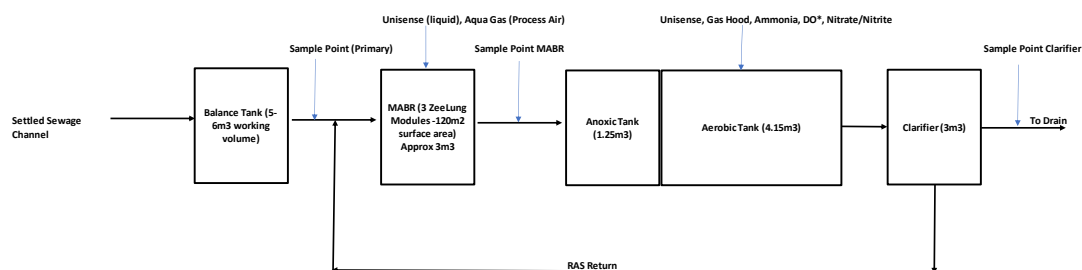 Unisense (liquid), Aqua Gas (Process Air)
Unisense, Gas Hood, Ammonia, DO*, Nitrate/Nitrite
Sample Point (Primary)
Sample Point MABR
Sample Point Clarifier
Settled Sewage
Channel
Balance Tank (5-
6m3 working
volume)
MABR (3 ZeeLung
Modules -120m2
surface area)
Approx 3m3
Anoxic Tank
(1.25m3)
Aerobic Tank (4.15m3)
Clarifier (3m3)
To Drain
RAS Return